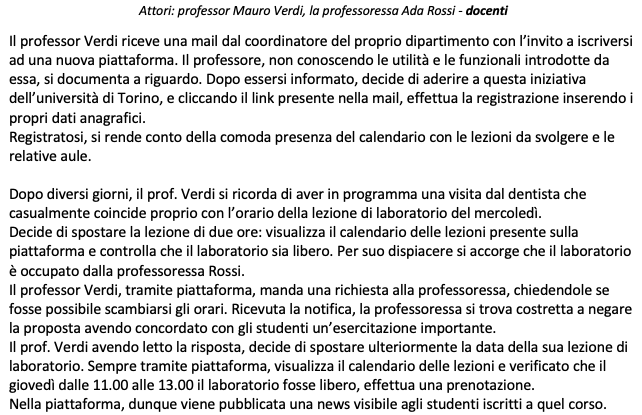 Attori: professor Mauro Verdi, la professoressa Ada Rossi - docenti
Il professor Verdi riceve una mail dal coordinatore del proprio dipartimento con l'invito a iscriversi
ad una nuova piattaforma. Il professore, non conoscendo le utilità e le funzionali introdotte da
essa, si documenta a riguardo. Dopo essersi informato, decide di aderire a questa iniziativa
dell'università di Torino, e cliccando il link presente nella mail, effettua la registrazione inserendo i
propri dati anagrafici.
Registratosi, si rende conto della comoda presenza del calendario con le lezioni da svolgere e le
relative aule.
Dopo diversi giorni, il prof. Verdi si ricorda di aver in programma una visita dal dentista che
casualmente coincide proprio con l'orario della lezione di laboratorio del mercoledì.
Decide di spostare la lezione di due ore: visualizza il calendario delle lezioni presente sulla
piattaforma e controlla che il laboratorio sia libero. Per suo dispiacere si accorge che il laboratorio
è occupato dalla professoressa Rossi.
Il professor Verdi, tramite piattaforma, manda una richiesta alla professoressa, chiedendole se
fosse possibile scambiarsi gli orari. Ricevuta la notifica, la professoressa si trova costretta a negare
la proposta avendo concordato con gli studenti un'esercitazione importante.
Il prof. Verdi avendo letto la risposta, decide di spostare ulteriormente la data della sua lezione di
laboratorio. Sempre tramite piattaforma, visualizza il calendario delle lezioni e verificato che il
giovedì dalle 11.00 alle 13.00 il laboratorio fosse libero, effettua una prenotazione.
Nella piattaforma, dunque viene pubblicata una news visibile agli studenti iscritti a quel corso.